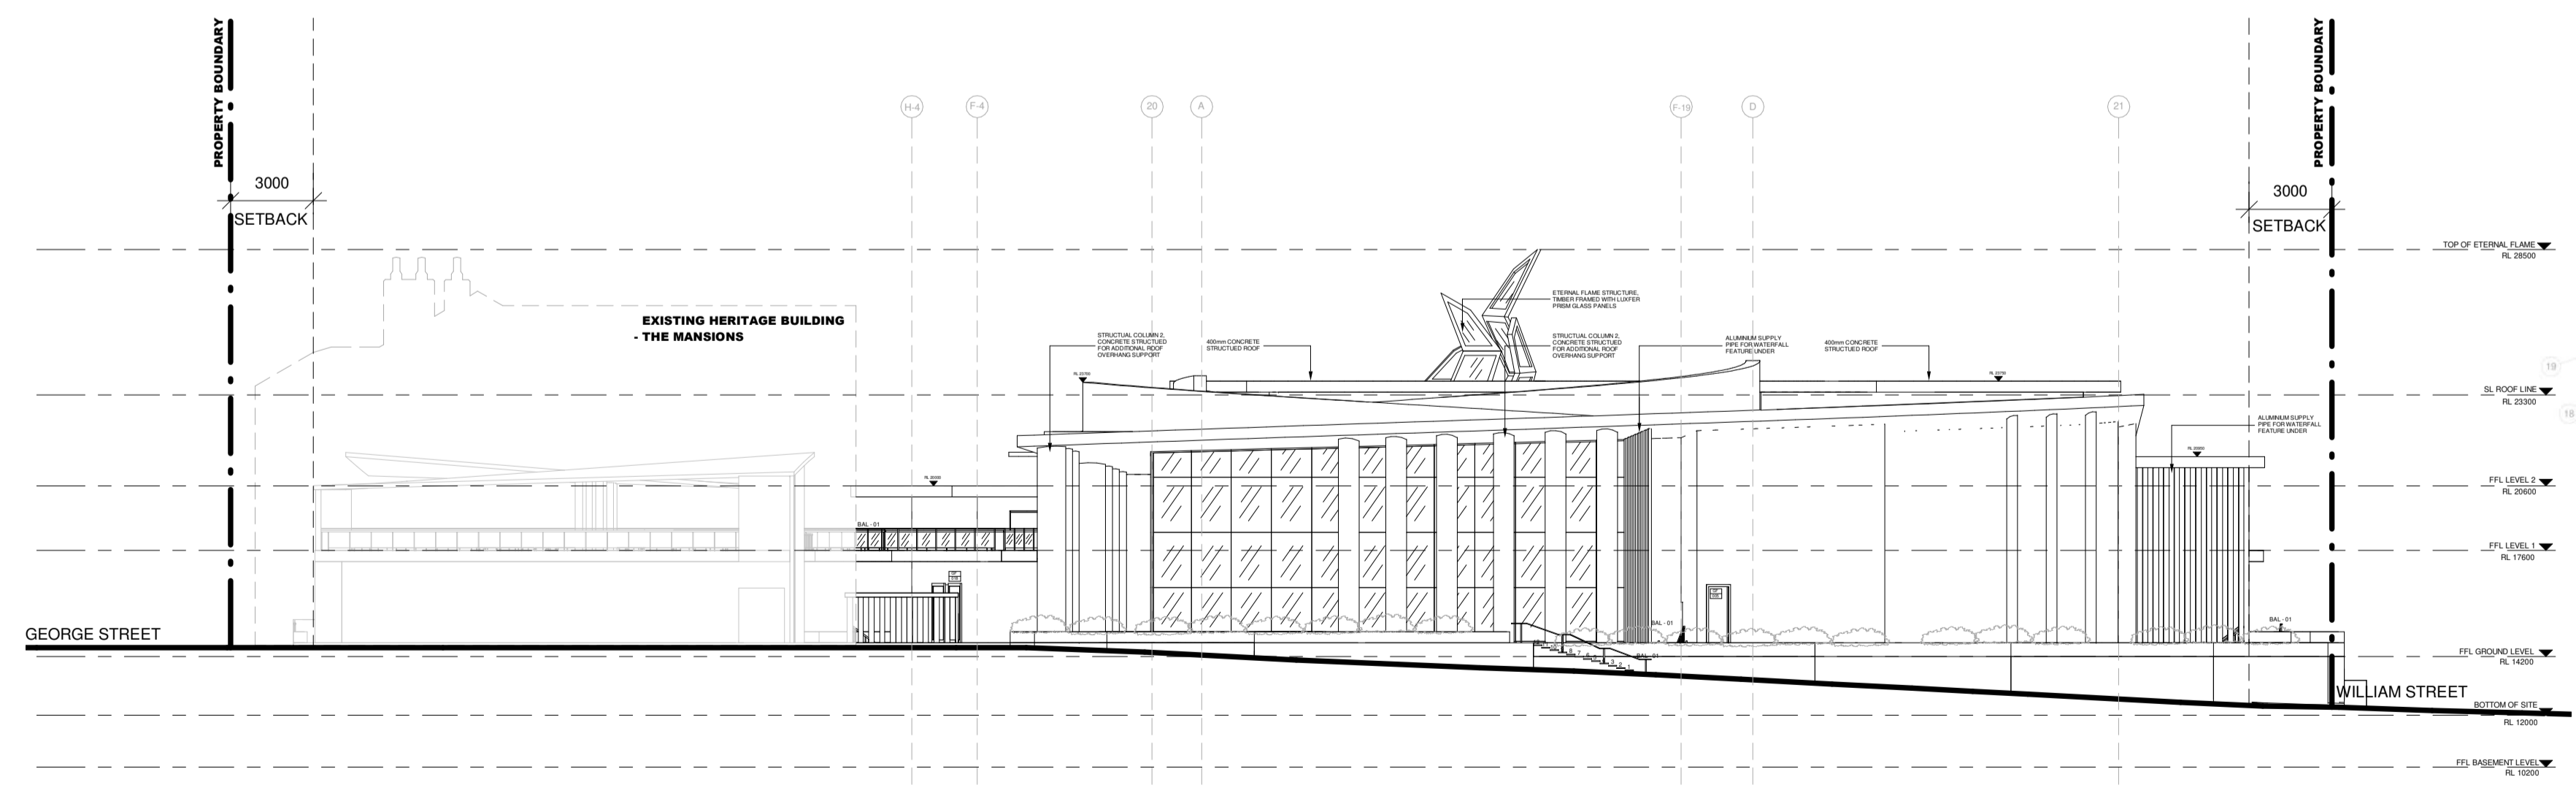 PROPERTY BOUNDARY
PROPERTY BOUNDARY
H-4
F-4
20
A
F-19
D
21
3000
SETBACK
3000
SETBACK
TOP OF ETERNAL FLAME
RL 28500
EXISTING HERITAGE BUILDING
- THE MANSIONS
ETERNAL FLAME STRUCTURE,
TIMBER FRAMED WITH LUXFER
PRISM GLASS PANELS
STRUCTUAL COLUMN 2,
CONCRETE STRUCTUED
FOR ADDITIONAL ROOF
OVERHANG SUPPORT
400mm CONCRETE
STRUCTUED ROOF
STRUCTUAL COLUMN 2,
CONCRETE STRUCTUED
FOR ADDITIONAL ROOF
OVERHANG SUPPORT
ALUMINIUM SUPPLY
PIPE FOR WATERFALL
FEATURE UNDER
400mm CONCRETE
STRUCTUED ROOF
19
SL ROOF LINE
RL 23300
18
ALUMINIUM SUPPLY
PIPE FOR WATERFALL
FEATURE UNDER
FFL LEVEL 2
RL 20600
BAL - 01
FFL LEVEL 1
RL 17600
BAL - 01
BAL - 01
GEORGE STREET
BAL - 01
FFL GROUND LEVEL
RL 14200
WILLIAM STREET
BOTTOM OF SITE
RL 12000
FFL BASEMENT LEVEL
RL 10200